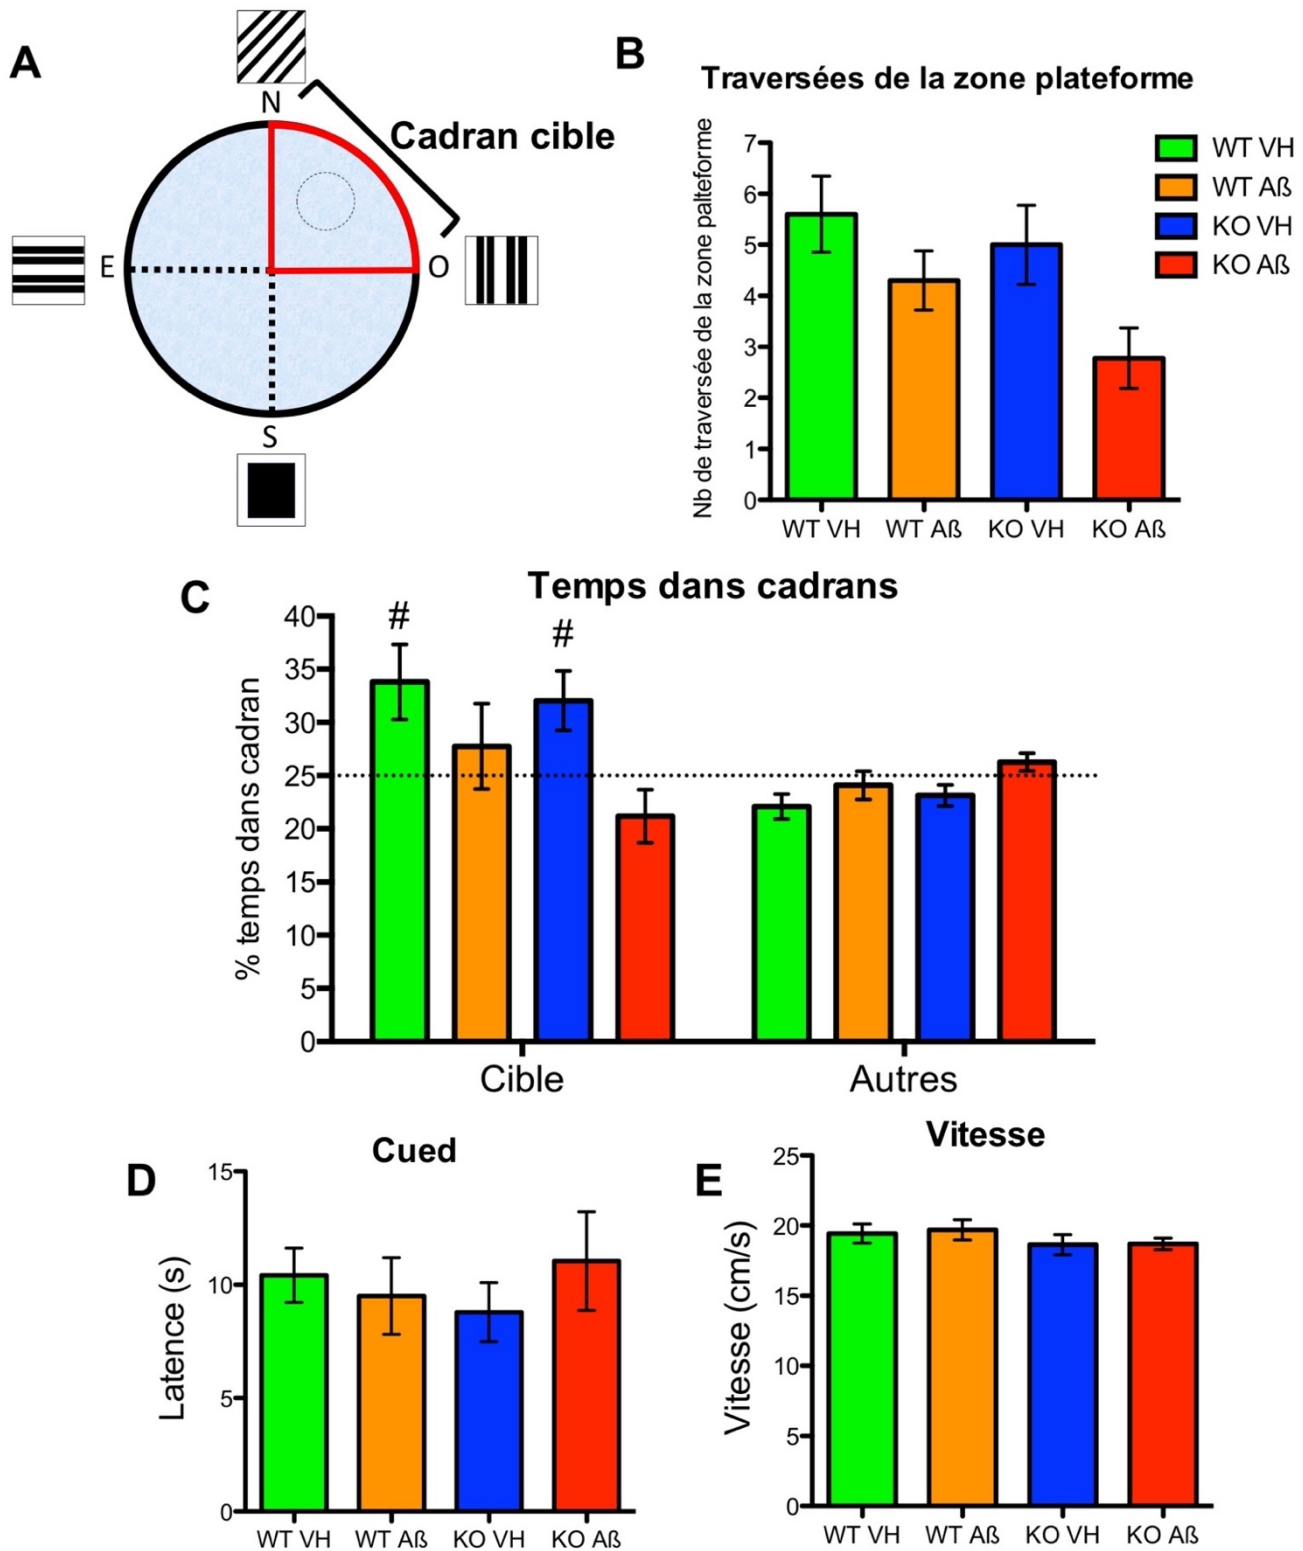 A
N
Cadran cible
E
O
S
B
Traversées de la zone plateforme
Nb de traversée de la zone palteforme
7
6
5
4
3
2
1
0
WT VH
WT Aß
KO VH
KO Aß
WT VH
WT Aß
KO VH
KO Aß
C
Temps dans cadrans
% temps dans cadran
40
35
30
25
20
15
10
5
0
#
#
Cible
Autres
D
Cued
Latence (s)
15
10
5
0
WT VH
WT Aß
KO VH
KO Aß
E
Vitesse
Vitesse (cm/s)
25
20
15
10
5
0
WT VH
WT Aß
KO VH
KO Aß